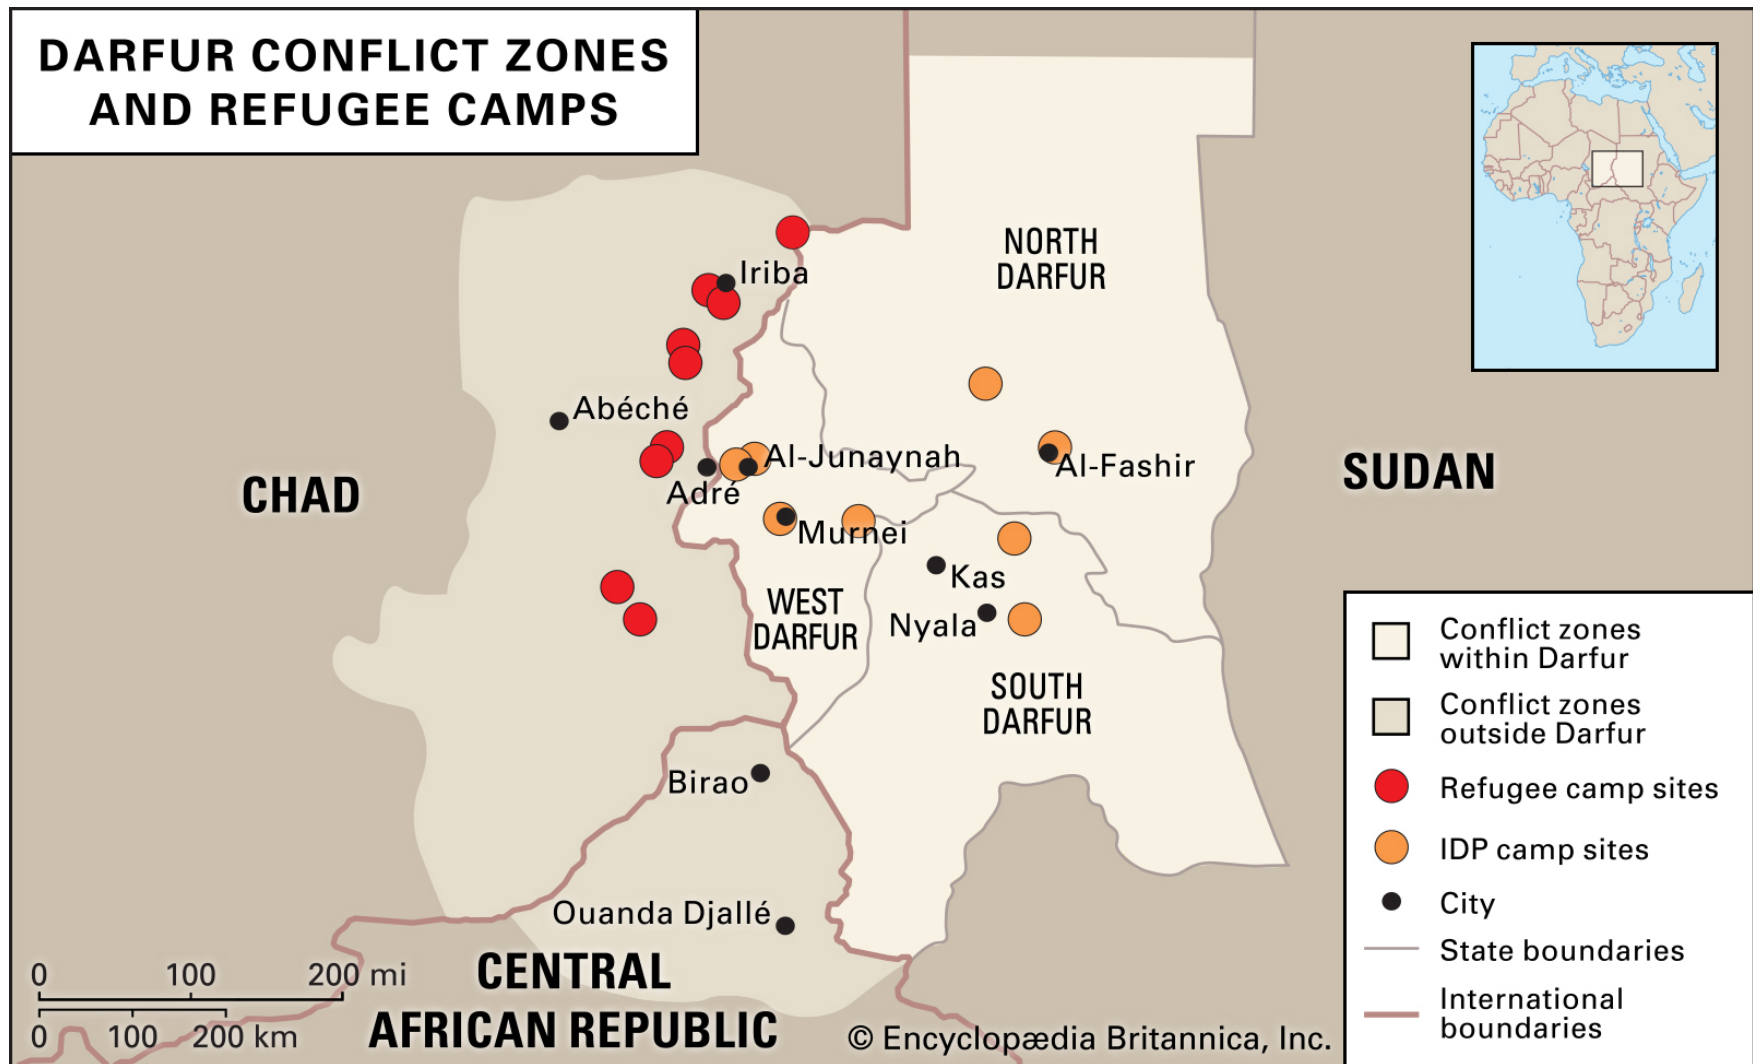 DARFUR CONFLICT ZONES
AND REFUGEE CAMPS
NORTH
DARFUR
Iriba
Abéché
Al-Junaynah
Al-Fashir
Adré
CHAD
SUDAN
Murnei
Kas
WEST
DARFUR
Nyala
SOUTH
DARFUR
Birao
Ouanda Djallé
CENTRAL
AFRICAN REPUBLIC
0 100 200 mi
0 100 200 km
© Encyclopædia Britannica, Inc.
Conflict zones
within Darfur
Conflict zones
outside Darfur
Refugee camp sites
IDP camp sites
City
State boundaries
International
boundaries